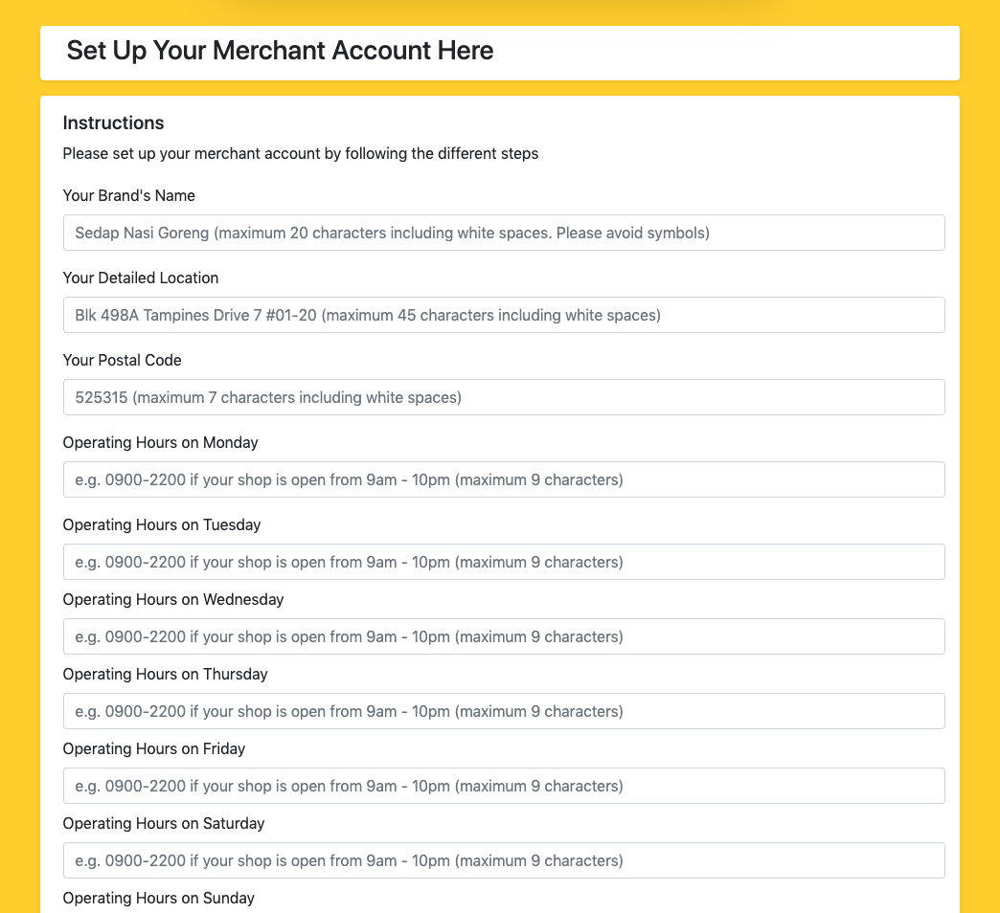 Set Up Your Merchant Account Here
Instructions
Please set up your merchant account by following the different steps
Your Brand's Name
Sedap Nasi Goreng (maximum 20 characters including white spaces. Please avoid symbols)
Your Detailed Location
Blk 498A Tampines Drive 7 #01-20 (maximum 45 characters including white spaces)
Your Postal Code
525315 (maximum 7 characters including white spaces)
Operating Hours on Monday
e.g. 0900-2200 if your shop is open from 9am - 10pm (maximum 9 characters)
Operating Hours on Tuesday
e.g. 0900-2200 if your shop is open from 9am - 10pm (maximum 9 characters)
Operating Hours on Wednesday
e.g. 0900-2200 if your shop is open from 9am - 10pm (maximum 9 characters)
Operating Hours on Thursday
e.g. 0900-2200 if your shop is open from 9am - 10pm (maximum 9 characters)
Operating Hours on Friday
e.g. 0900-2200 if your shop is open from 9am - 10pm (maximum 9 characters)
Operating Hours on Saturday
e.g. 0900-2200 if your shop is open from 9am - 10pm (maximum 9 characters)
Operating Hours on Sunday